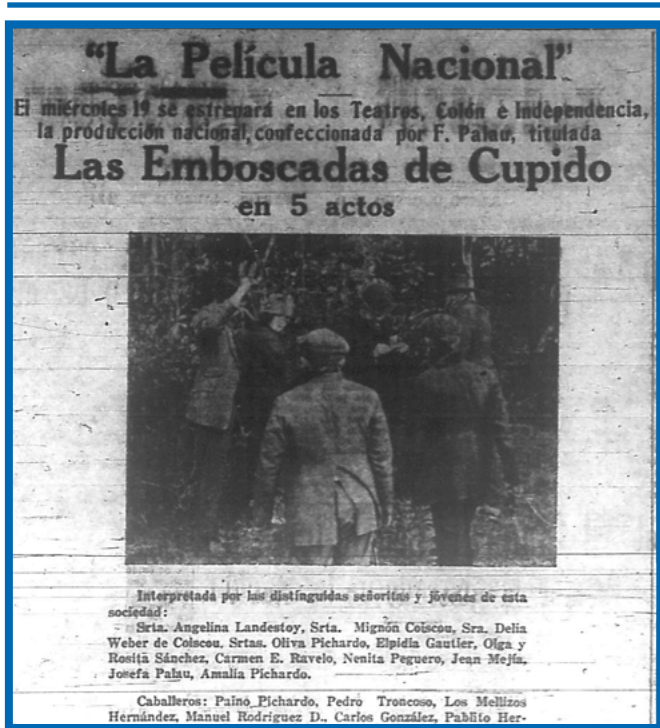 "La Película Nacional"
El miércoles 19 se estrenará en los Teatros, Colón e Independencia,
la producción nacional, confeccionada por F. Palau, titulada
Las Emboscadas de Cupido
en 5 actos
Interpretada por las distinguidas señoritas y jóvenes de esta
sociedad:
Srta. Angelina Landestoy, Srta. Mignón Coiscou, Sra. Delia
Weber de Coiscou, Srtas. Oliva Pichardo, Elpidia Gautier, Olga y
Rosita Sánchez, Carmen E. Ravelo, Nenita Peguero, Jean Mejía,
Josefa Palau, Amalia Pichardo.
Caballeros: Paíno Pichardo, Pedro Troncoso, Los Mellizos
Hernández, Manuel Rodríguez D., Carlos González, Pablito Her-